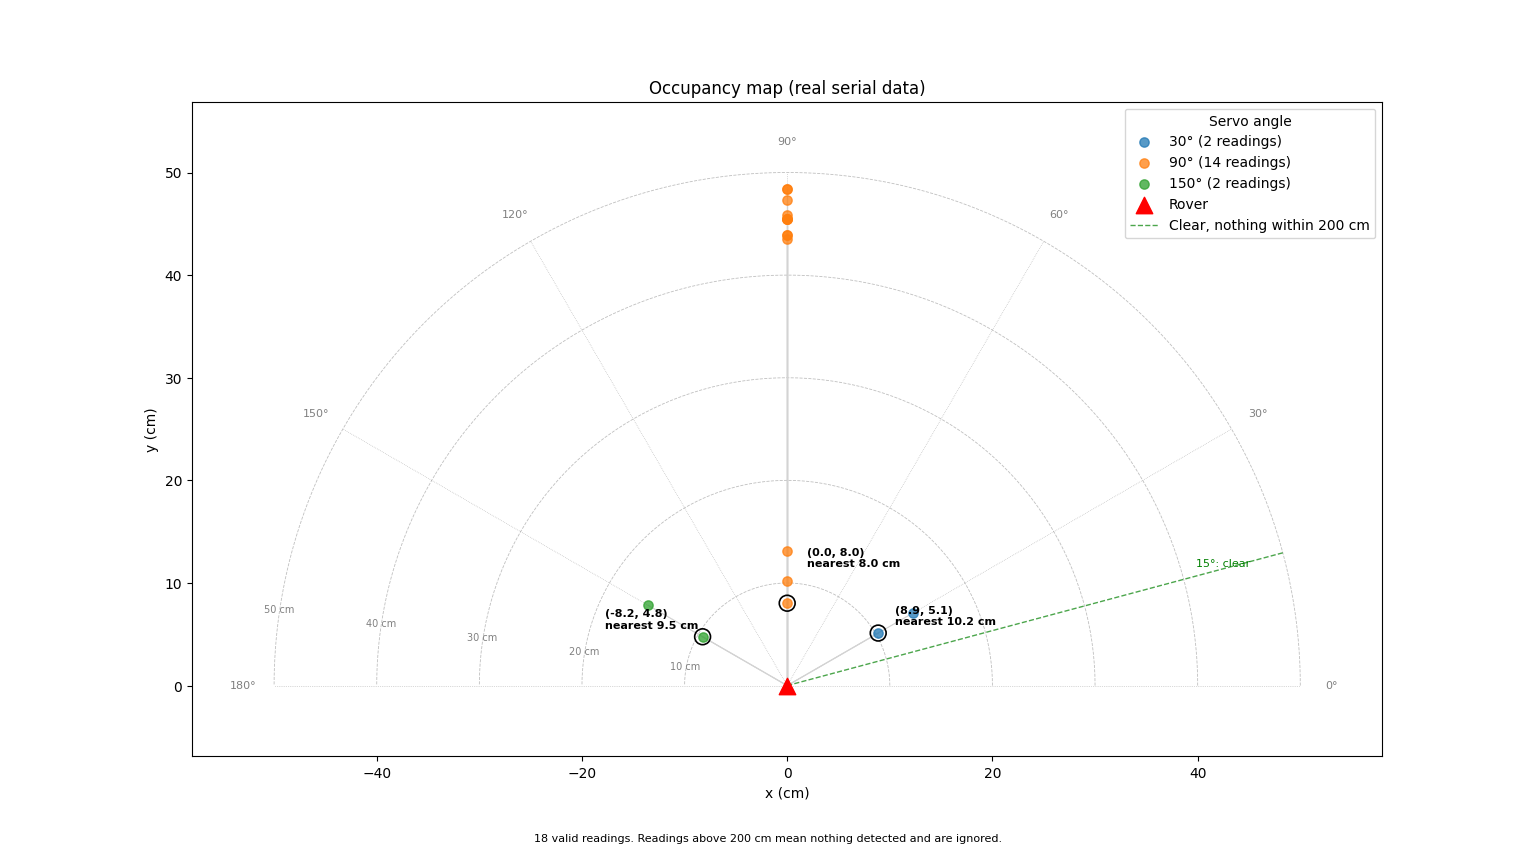 Occupancy map (real serial data)
Servo angle
30° (2 readings)
90° (14 readings)
150° (2 readings)
Rover
Clear, nothing within 200 cm
90°
120°
60°
150°
30°
180°
0°
50 cm
40 cm
30 cm
20 cm
10 cm
(0.0, 8.0)
nearest 8.0 cm
(-8.2, 4.8)
nearest 9.5 cm
(8.9, 5.1)
nearest 10.2 cm
15°: clear
50
40
30
20
10
0
y (cm)
−40
−20
0
20
40
x (cm)
18 valid readings. Readings above 200 cm mean nothing detected and are ignored.